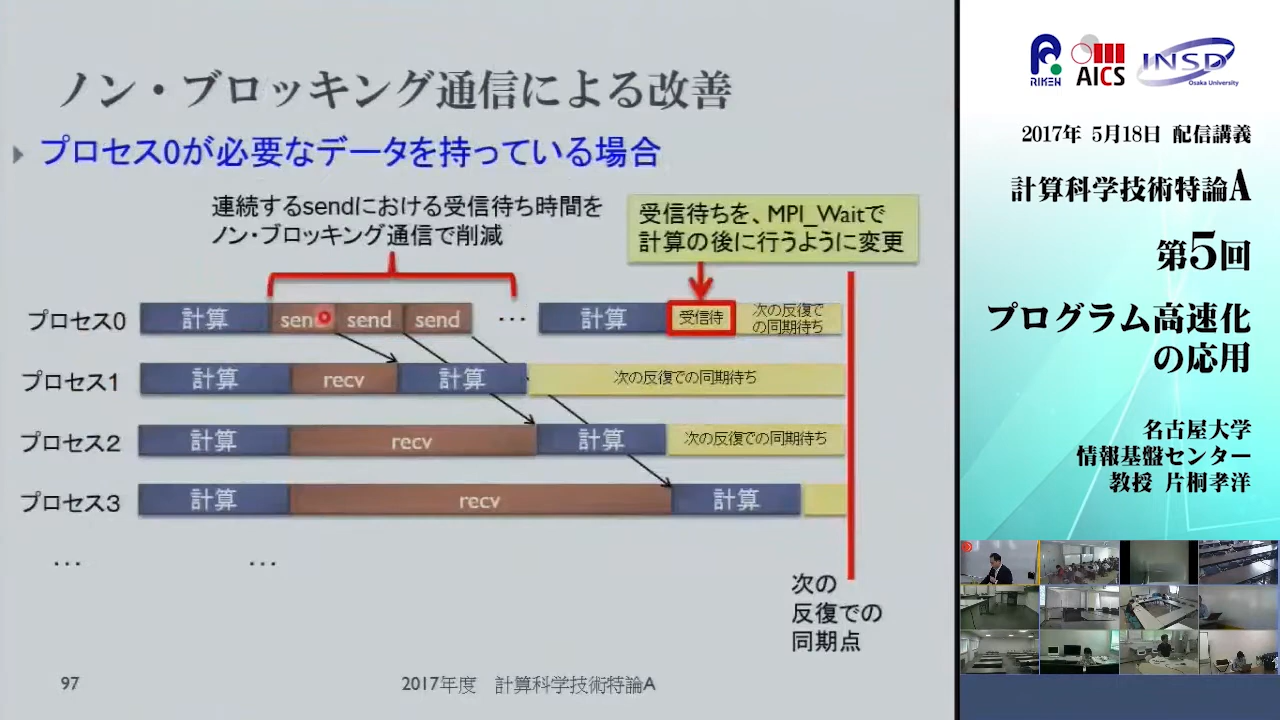 ノン・ブロッキング通信による改善
プロセス0が必要なデータを持っている場合
連続するsendにおける受信待ち時間を
ノン・ブロッキング通信で削減
受信待ちを、MPI_Waitで
計算の後に行うように変更
プロセス0
計算
send
send
send
…
計算
受信待
次の反復で
の同期待ち
プロセス1
計算
recv
計算
次の反復での同期待ち
プロセス2
計算
recv
計算
次の反復での同期待ち
プロセス3
計算
recv
計算
…
…
次の
反復での
同期点
97
2017年度 計算科学技術特論A
RIKEN
AICS
INSD
Osaka University
2017年 5月18日 配信講義
計算科学技術特論A
第5回
プログラム高速化
の応用
名古屋大学
情報基盤センター
教授 片桐孝洋